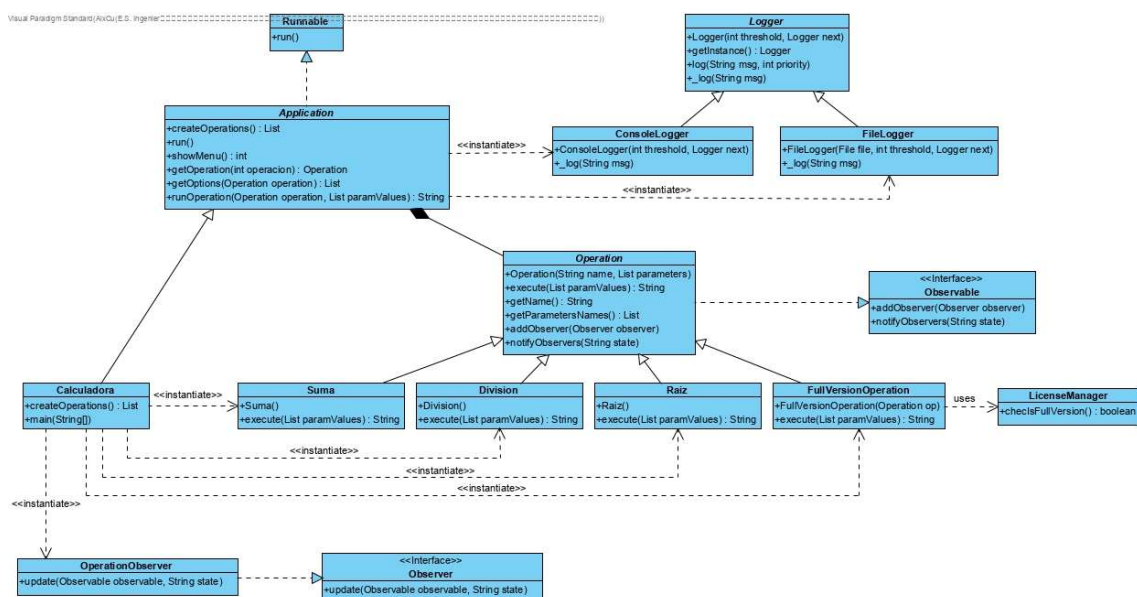 Visual Paradigm Standard(AlxCu(E.S. Ingenier
Runnable
+run()
Logger
+Logger(int threshold, Logger next)
+getInstance() : Logger
+log(String msg, int priority)
+_log(String msg)
Application
+createOperations() : List
+run()
+showMenu() : int
+getOperation(int operacion) : Operation
+getOptions(Operation operation) : List
+runOperation(Operation operation, List paramValues) : String
<<instantiate>>
ConsoleLogger
+ConsoleLogger(int threshold, Logger next)
+_log(String msg)
FileLogger
+FileLogger(File file, int threshold, Logger next)
+_log(String msg)
<<instantiate>>
Operation
+Operation(String name, List parameters)
+execute(List paramValues) : String
+getName() : String
+getParametersNames() : List
+addObserver(Observer observer)
+notifyObservers(String state)
<<Interface>>
Observable
+addObserver(Observer observer)
+notifyObservers(String state)
Calculadora
+createOperations() : List
+main(String[])
<<instantiate>>
Suma
+Suma()
+execute(List paramValues) : String
Division
+Division()
+execute(List paramValues) : String
Raiz
+Raiz()
+execute(List paramValues) : String
FullVersionOperation
+FullVersionOperation(Operation op)
+execute(List paramValues) : String
uses
LicenseManager
+checIsFullVersion() : boolean
<<instantiate>>
<<instantiate>>
<<instantiate>>
<<instantiate>>
OperationObserver
+update(Observable observable, String state)
<<Interface>>
Observer
+update(Observable observable, String state)